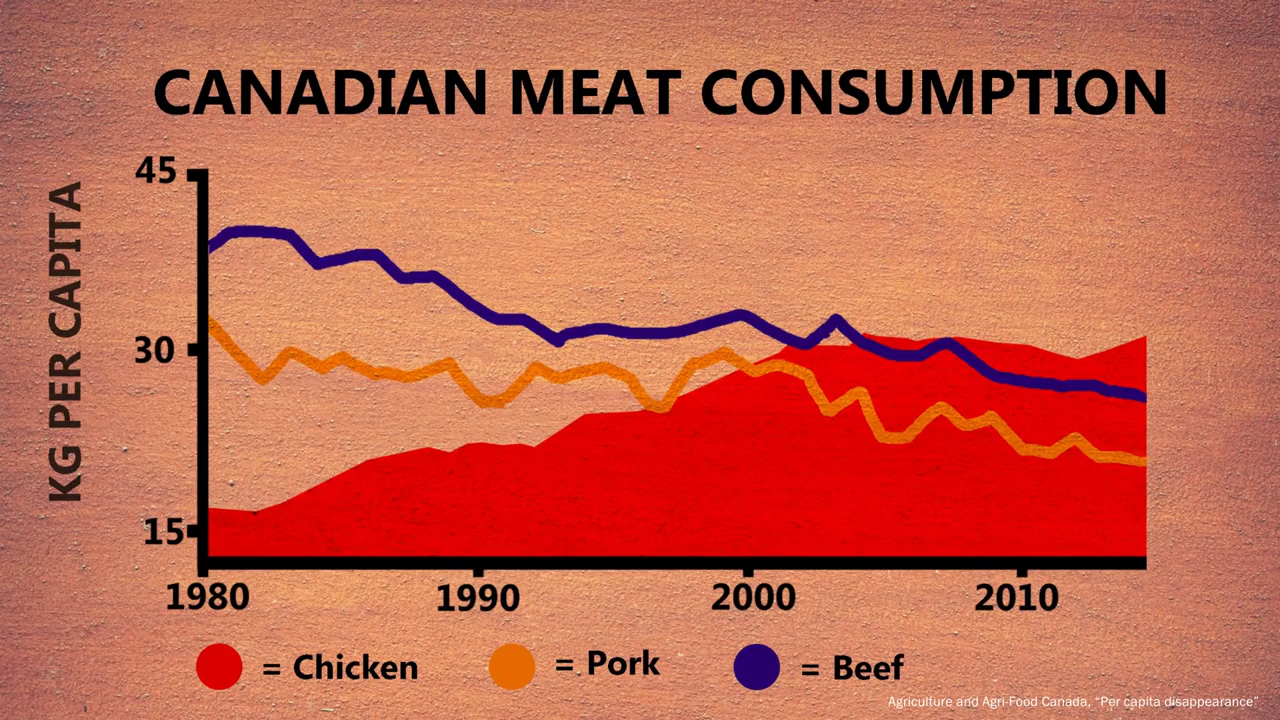 CANADIAN MEAT CONSUMPTION
KG PER CAPITA
45
30
15
1980 1990 2000 2010
= Chicken = Pork = Beef
Agriculture and Agri-Food Canada, “Per capita disappearance”